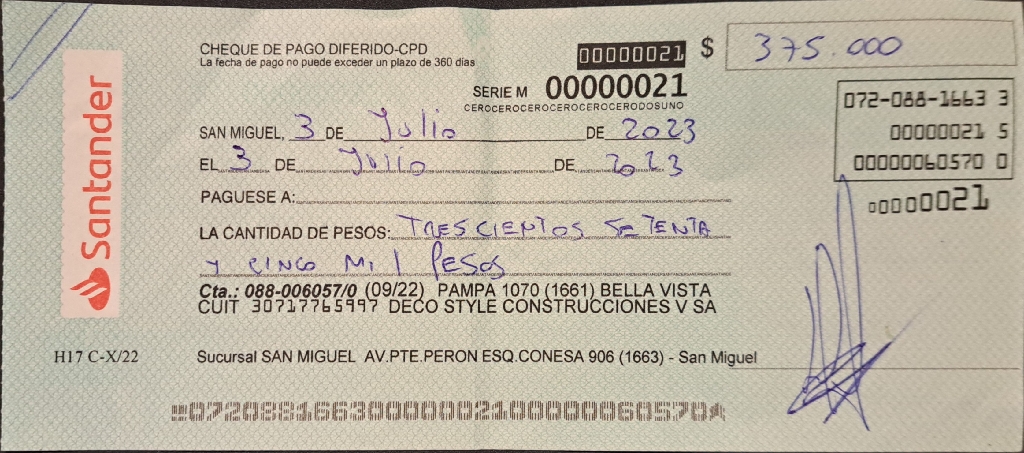 Santander
CHEQUE DE PAGO DIFERIDO-CPD
La fecha de pago no puede exceder un plazo de 360 días
00000021
$ 375.000
SERIE M 00000021
CEROCEROCEROCEROCEROCERODOSUNO
072-088-1663 3
00000021 5
00000060570 0
00000021
SAN MIGUEL, 3 DE Julio DE 2023
EL 3 DE Julio DE 2023
PAGUESE A:
LA CANTIDAD DE PESOS: TRESCIENTOS SETENTA
Y CINCO MIL PESOS
Cta.: 088-006057/0 (09/22) PAMPA 1070 (1661) BELLA VISTA
CUIT 30717765997 DECO STYLE CONSTRUCCIONES V SA
H17 C-X/22
Sucursal SAN MIGUEL AV.PTE.PERON ESQ.CONESA 906 (1663) - San Miguel
07208816630000002100000060570